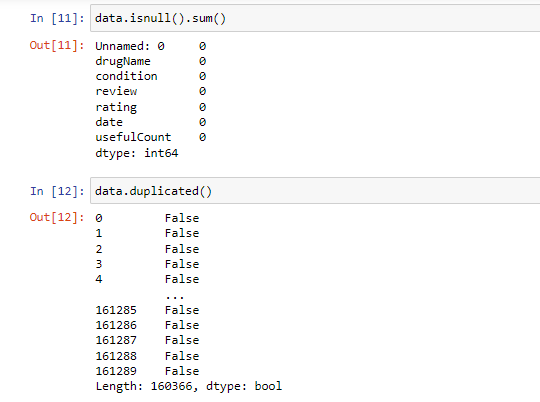 In [11]: data.isnull().sum()
Out[11]: Unnamed: 0 0
drugName 0
condition 0
review 0
rating 0
date 0
usefulCount 0
dtype: int64
In [12]: data.duplicated()
Out[12]: 0 False
1 False
2 False
3 False
4 False
...
161285 False
161286 False
161287 False
161288 False
161289 False
Length: 160366, dtype: bool